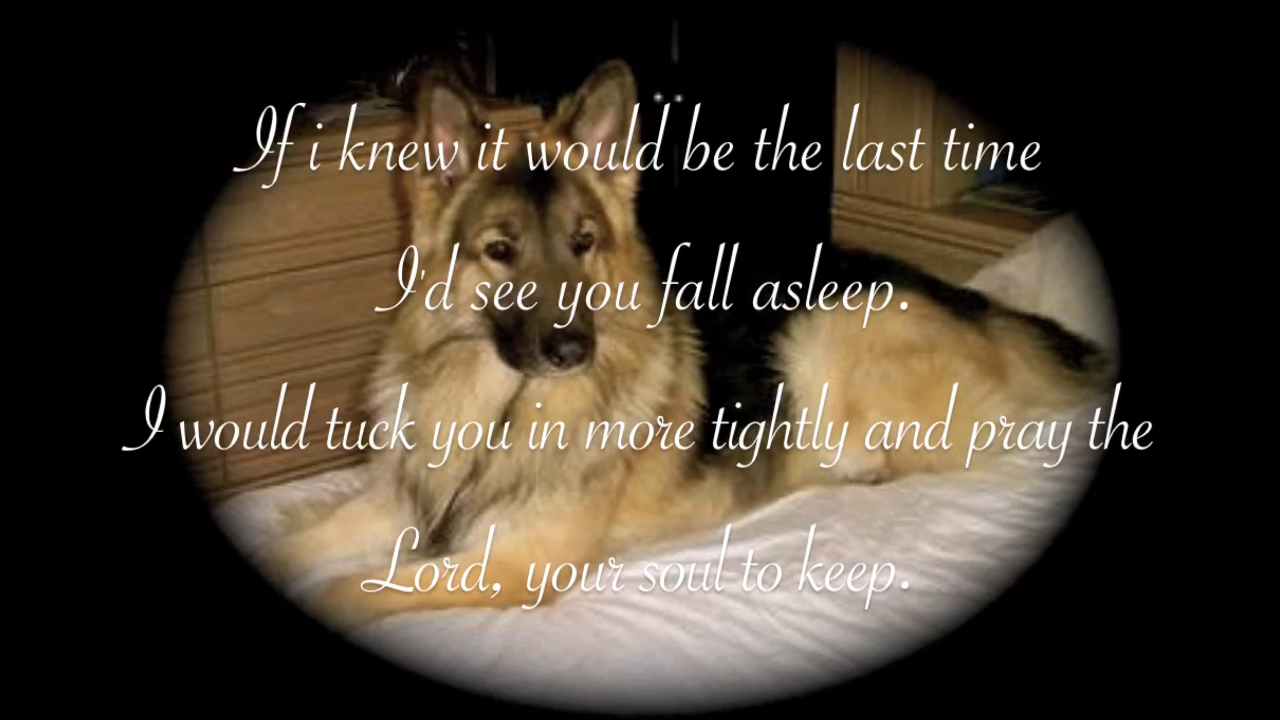 If i knew it would be the last time
I'd see you fall asleep.
I would tuck you in more tightly and pray the
Lord, your soul to keep.